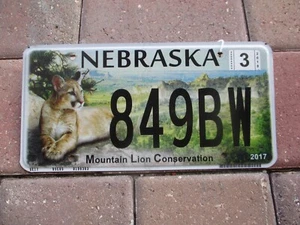 NEBRASKA
3
849BW
Mountain Lion Conservation
2017